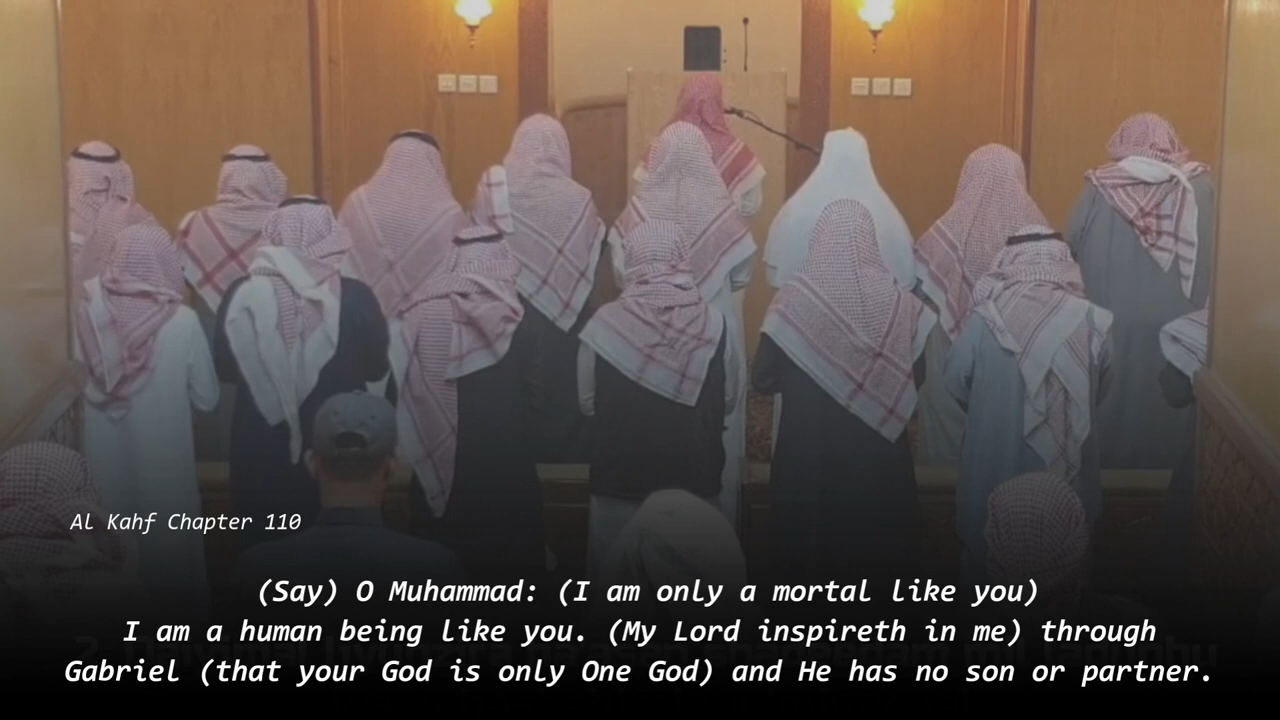 Al Kahf Chapter 110
(Say) O Muhammad: (I am only a mortal like you)
I am a human being like you. (My Lord inspireth in me) through
Gabriel (that your God is only One God) and He has no son or partner.